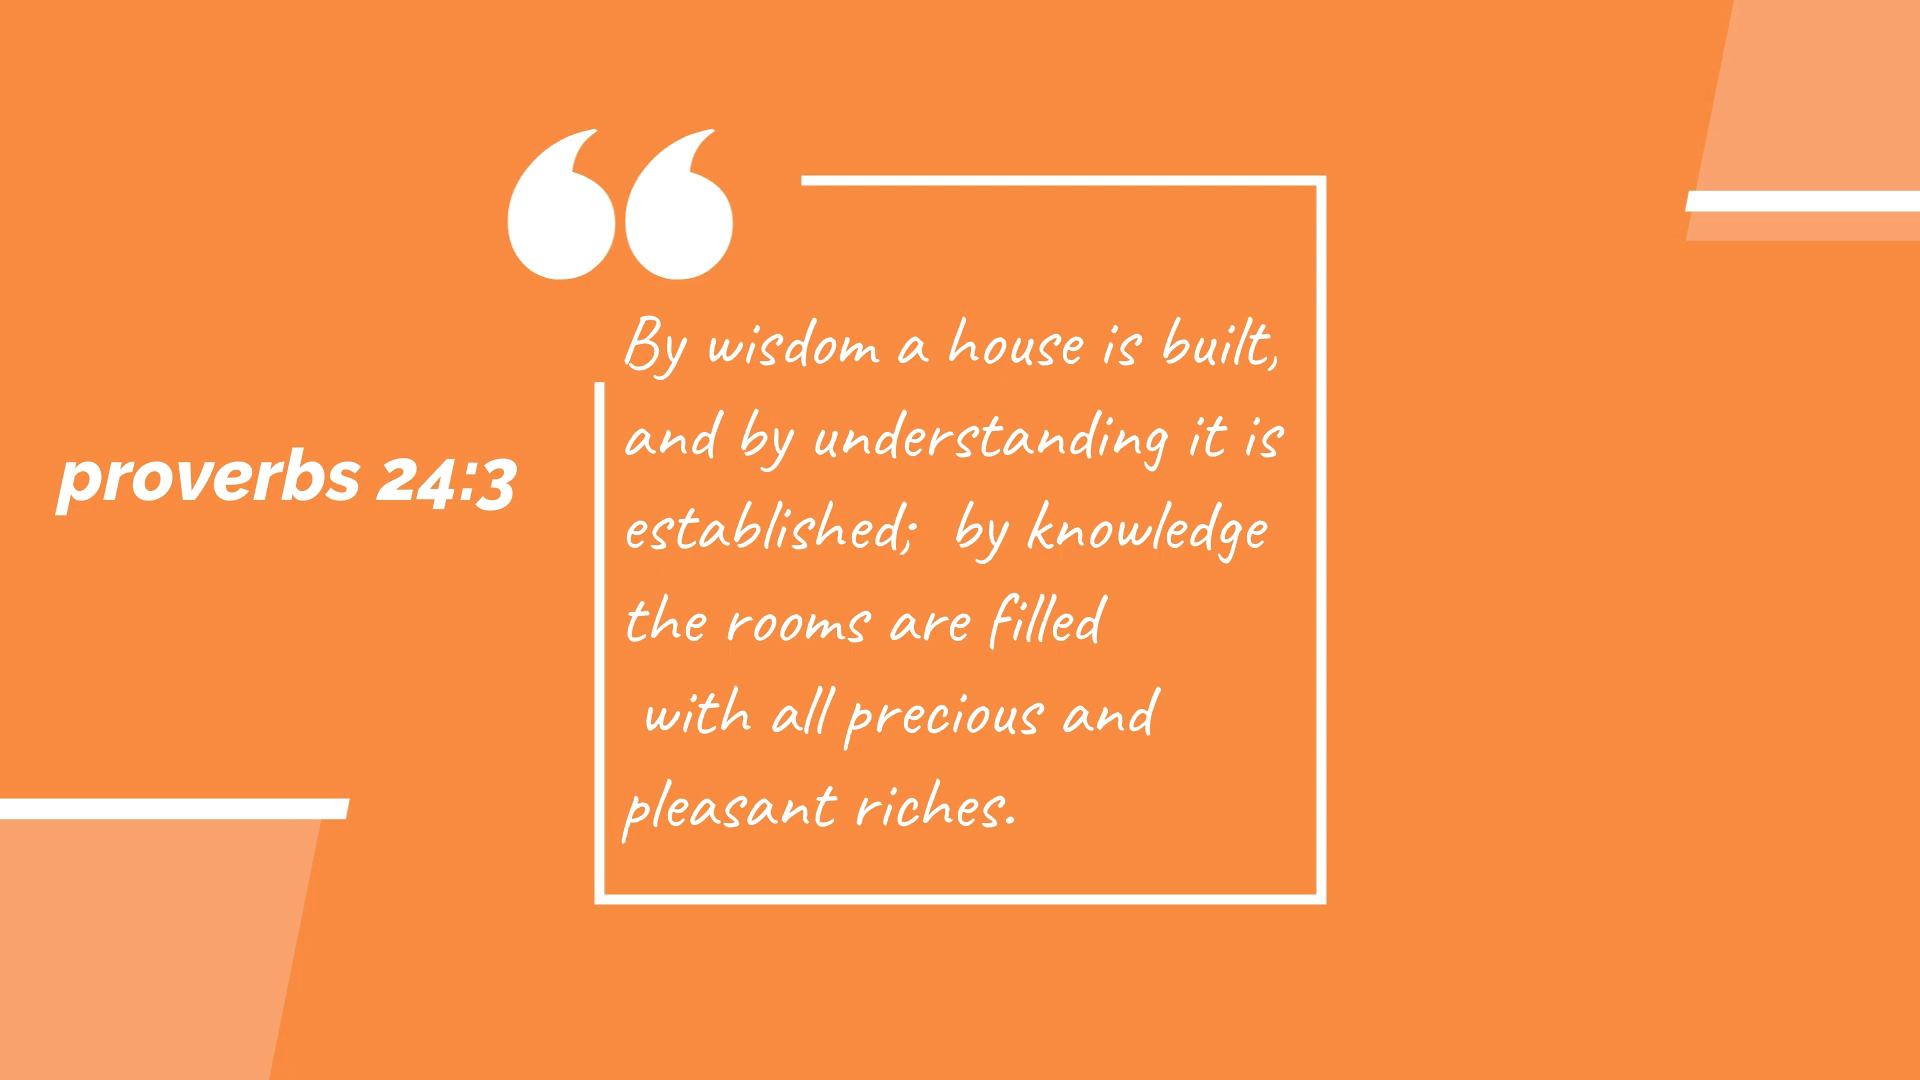 proverbs 24:3
By wisdom a house is built,
and by understanding it is
established;  by knowledge
the rooms are filled
with all precious and
pleasant riches.